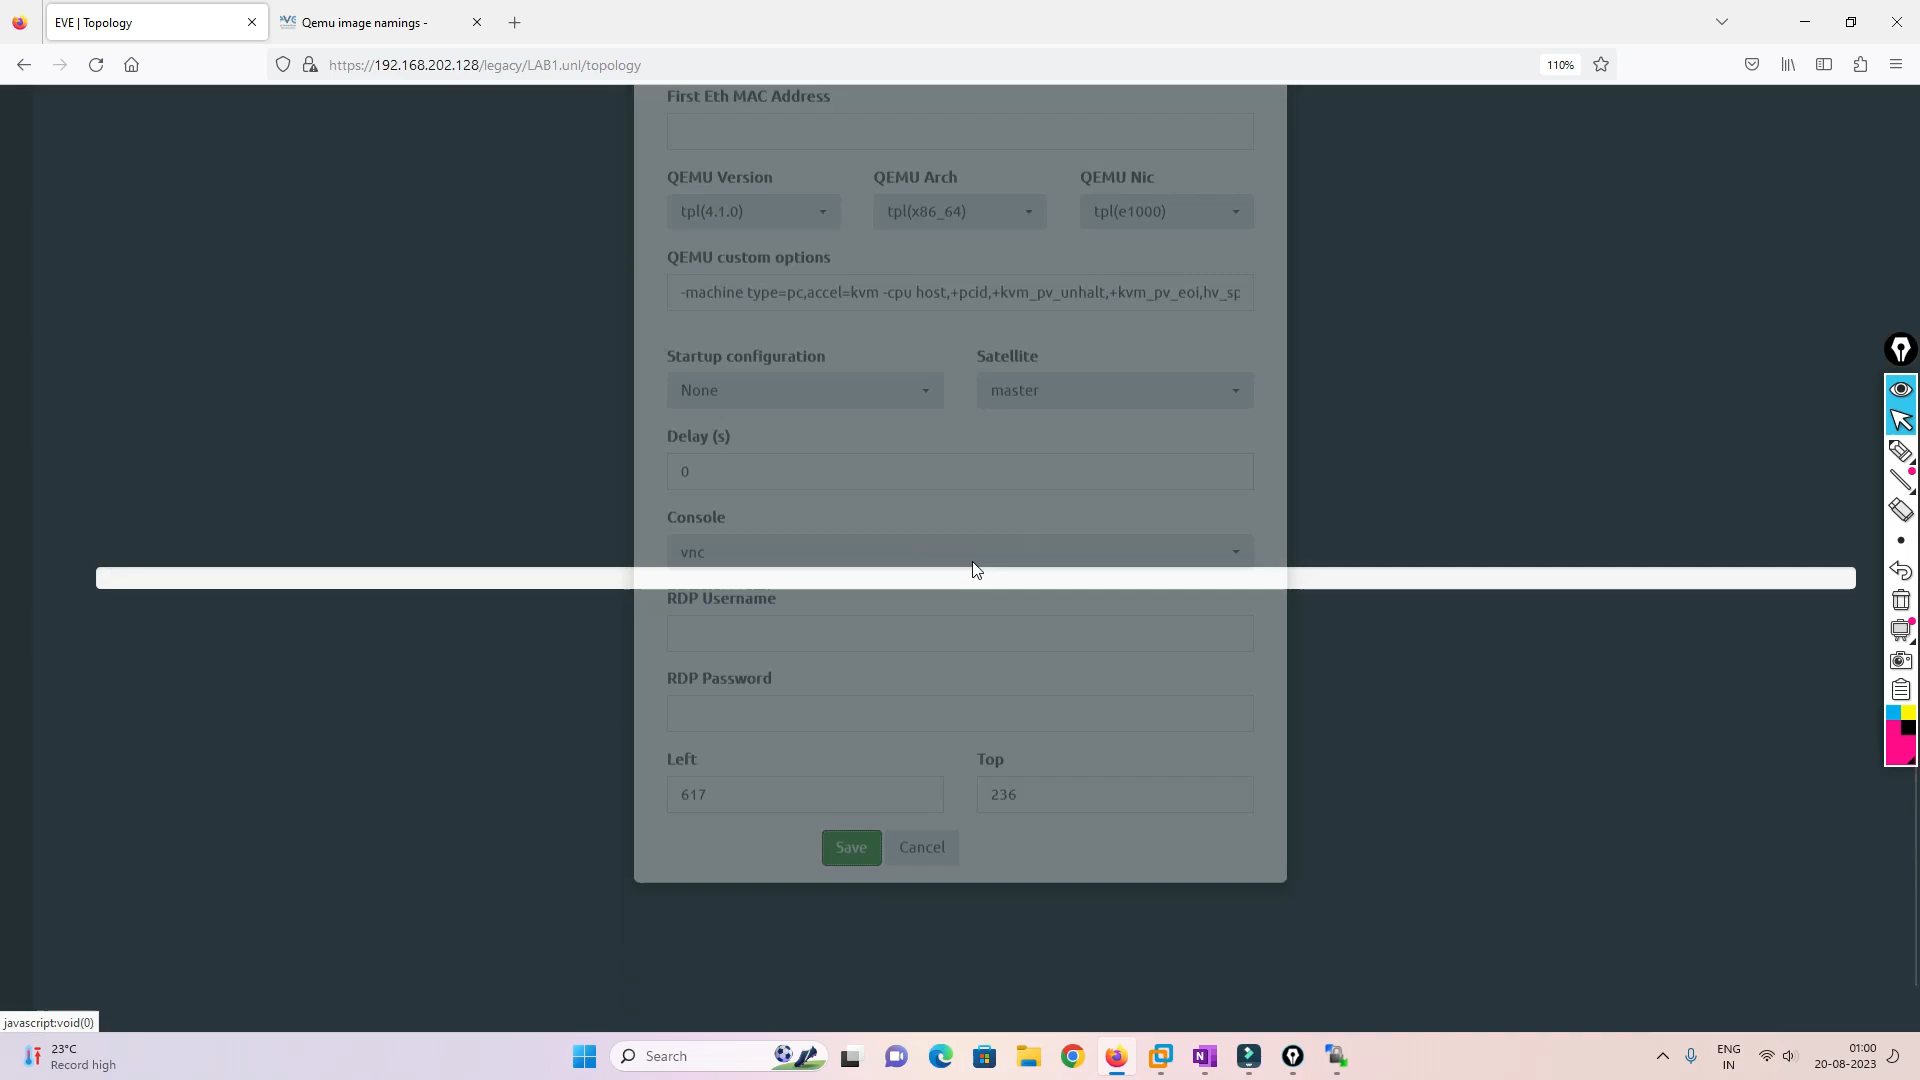 EVE | Topology
Qemu image namings -
https://192.168.202.128/legacy/LAB1.unl/topology
110%
First Eth MAC Address
QEMU Version QEMU Arch QEMU Nic
tpl(4.1.0) tpl(x86_64) tpl(e1000)
QEMU custom options
-machine type=pc,accel=kvm -cpu host,+pcid,+kvm_pv_unhalt,+kvm_pv_eoi,hv_sp
Startup configuration Satellite
None master
Delay (s)
0
Console
vnc
RDP Username
RDP Password
Left Top
617 236
Save Cancel
javascript:void(0)
23°C
Record high
Search
ENG
IN
01:00
20-08-2023